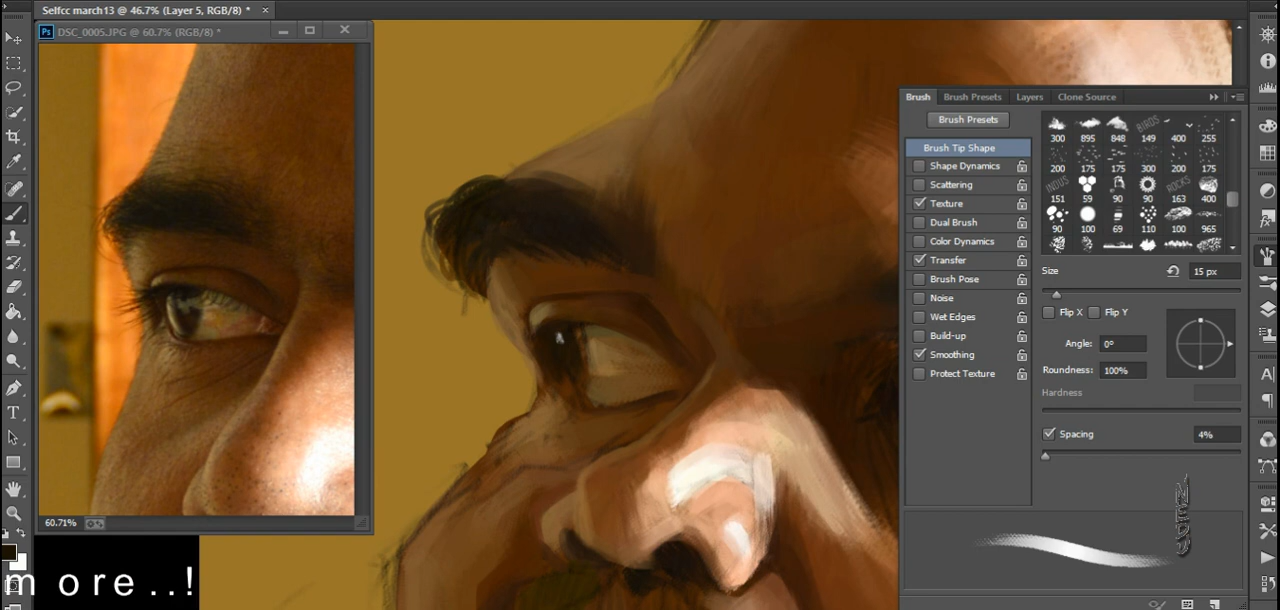 Selfcc march13 @ 46.7% (Layer 5, RGB/8) * ×
Ps DSC_0005.JPG @ 60.7% (RGB/8) *
60.71%
m o r e . . !
Brush Brush Presets Layers Clone Source
Brush Presets
Brush Tip Shape
Shape Dynamics
Scattering
Texture
Dual Brush
Color Dynamics
Transfer
Brush Pose
Noise
Wet Edges
Build-up
Smoothing
Protect Texture
300 895 848 149 400 255
200 175 175 300 200 175
151 59 90 90 163 400
90 100 69 110 100 965
Size 15 px
Flip X Flip Y
Angle: 0°
Roundness: 100%
Hardness
Spacing 4%